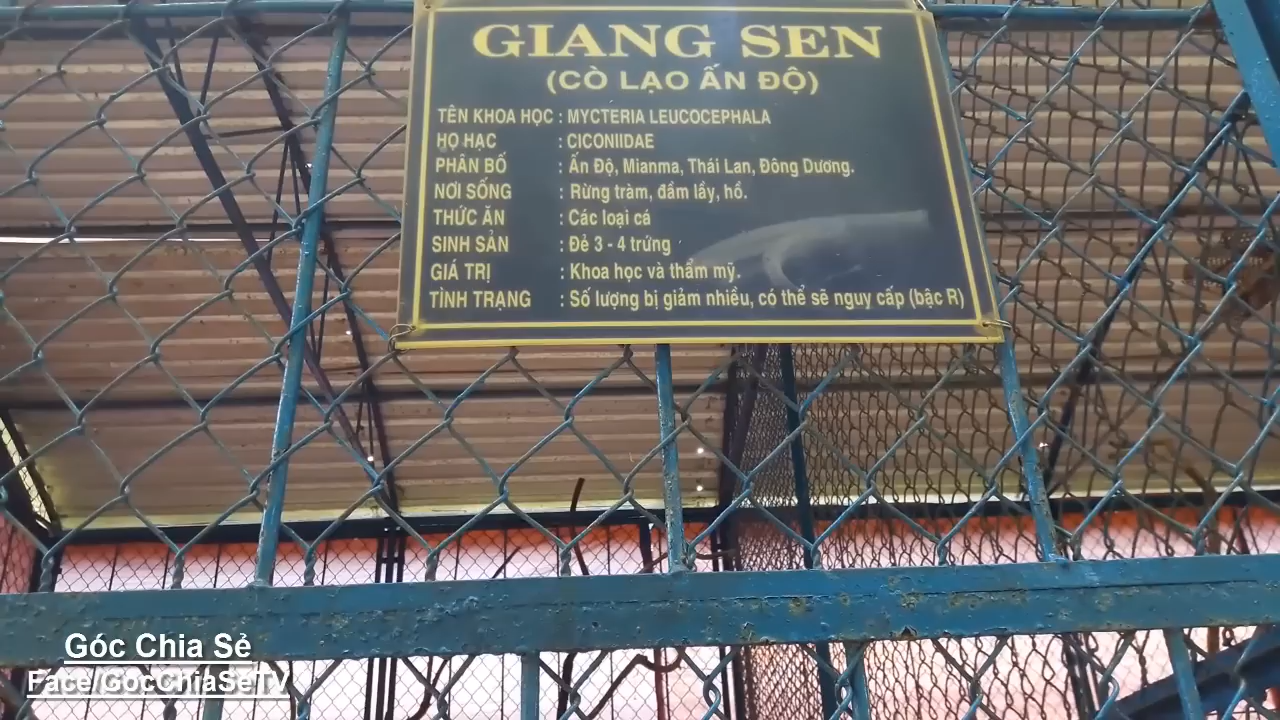 GIANG SEN
(CÒ LẠO ẤN ĐỘ)
TÊN KHOA HỌC : MYCTERIA LEUCOCEPHALA
HỌ HẠC : CICONIIDAE
PHÂN BỐ : Ấn Độ, Mianma, Thái Lan, Đông Dương.
NƠI SỐNG : Rừng tràm, đầm lầy, hồ.
THỨC ĂN : Các loại cá
SINH SẢN : Đẻ 3 - 4 trứng
GIÁ TRỊ : Khoa học và thẩm mỹ.
TÌNH TRẠNG : Số lượng bị giảm nhiều, có thể sẽ nguy cấp (bậc R)
Góc Chia Sẻ
Face/GocChiaSeTV